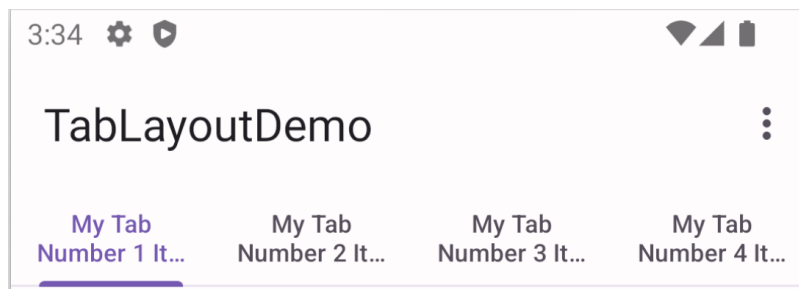 3:34
TabLayoutDemo
My Tab
Number 1 It…
My Tab
Number 2 It…
My Tab
Number 3 It…
My Tab
Number 4 It…